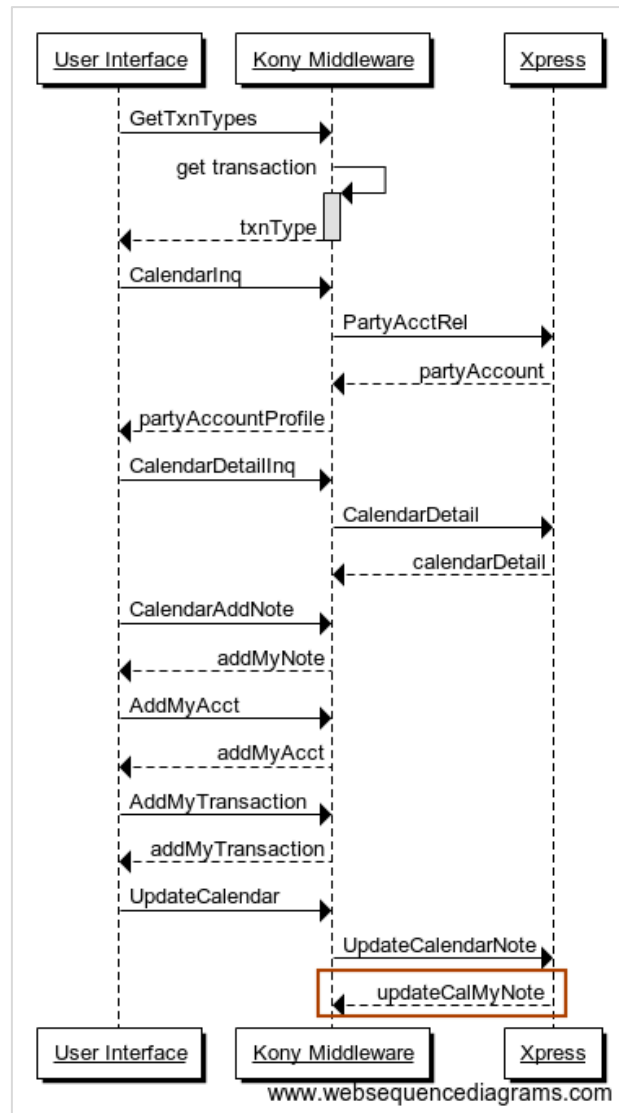 User Interface
Kony Middleware
Xpress
GetTxnTypes
get transaction
txnType
CalendarInq
PartyAcctRel
partyAccount
partyAccountProfile
CalendarDetailInq
CalendarDetail
calendarDetail
CalendarAddNote
addMyNote
AddMyAcct
addMyAcct
AddMyTransaction
addMyTransaction
UpdateCalendar
UpdateCalendarNote
updateCalMyNote
User Interface
Kony Middleware
Xpress
www.websequencediagrams.com